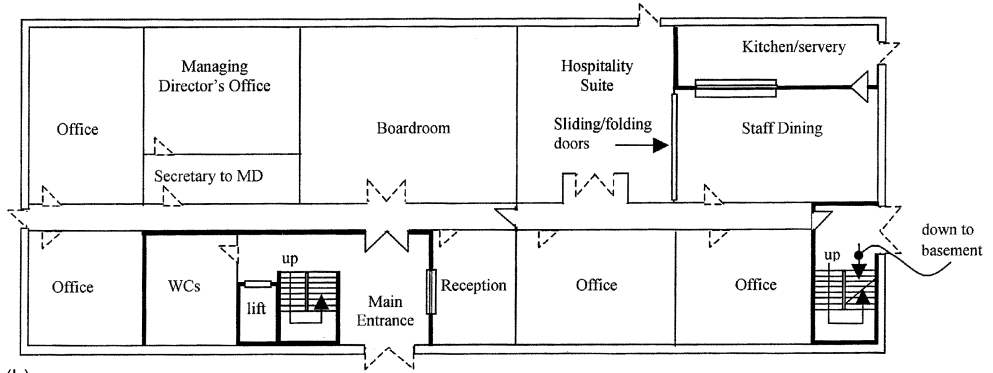 Kitchen/servery
Managing
Director's Office
Hospitality
Suite
Office
Boardroom
Sliding/folding
doors
Staff Dining
Secretary to MD
down to
basement
up
up
Office
WCs
lift
Main
Entrance
Reception
Office
Office
(b)